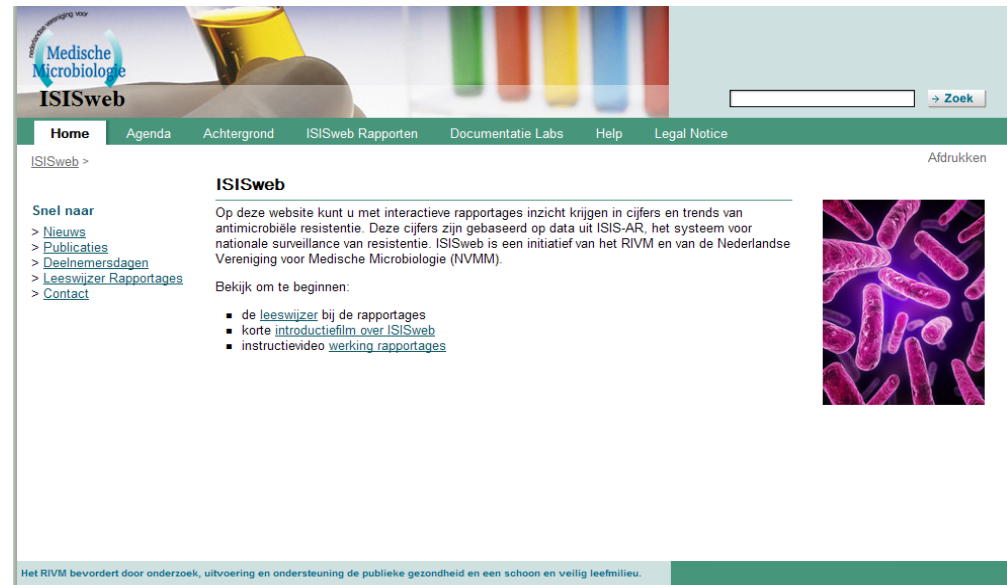 nederlandse vereniging voor
Medische
Microbiologie
ISISweb
→ Zoek
Home Agenda Achtergrond ISISweb Rapporten Documentatie Labs Help Legal Notice
ISISweb >
Afdrukken
ISISweb
Snel naar
> Nieuws
> Publicaties
> Deelnemersdagen
> Leeswijzer Rapportages
> Contact
Op deze website kunt u met interactieve rapportages inzicht krijgen in cijfers en trends van
antimicrobiële resistentie. Deze cijfers zijn gebaseerd op data uit ISIS-AR, het systeem voor
nationale surveillance van resistentie. ISISweb is een initiatief van het RIVM en van de Nederlandse
Vereniging voor Medische Microbiologie (NVMM).
Bekijk om te beginnen:
▪ de leeswijzer bij de rapportages
▪ korte introductiefilm over ISISweb
▪ instructievideo werking rapportages
Het RIVM bevordert door onderzoek, uitvoering en ondersteuning de publieke gezondheid en een schoon en veilig leefmilieu.